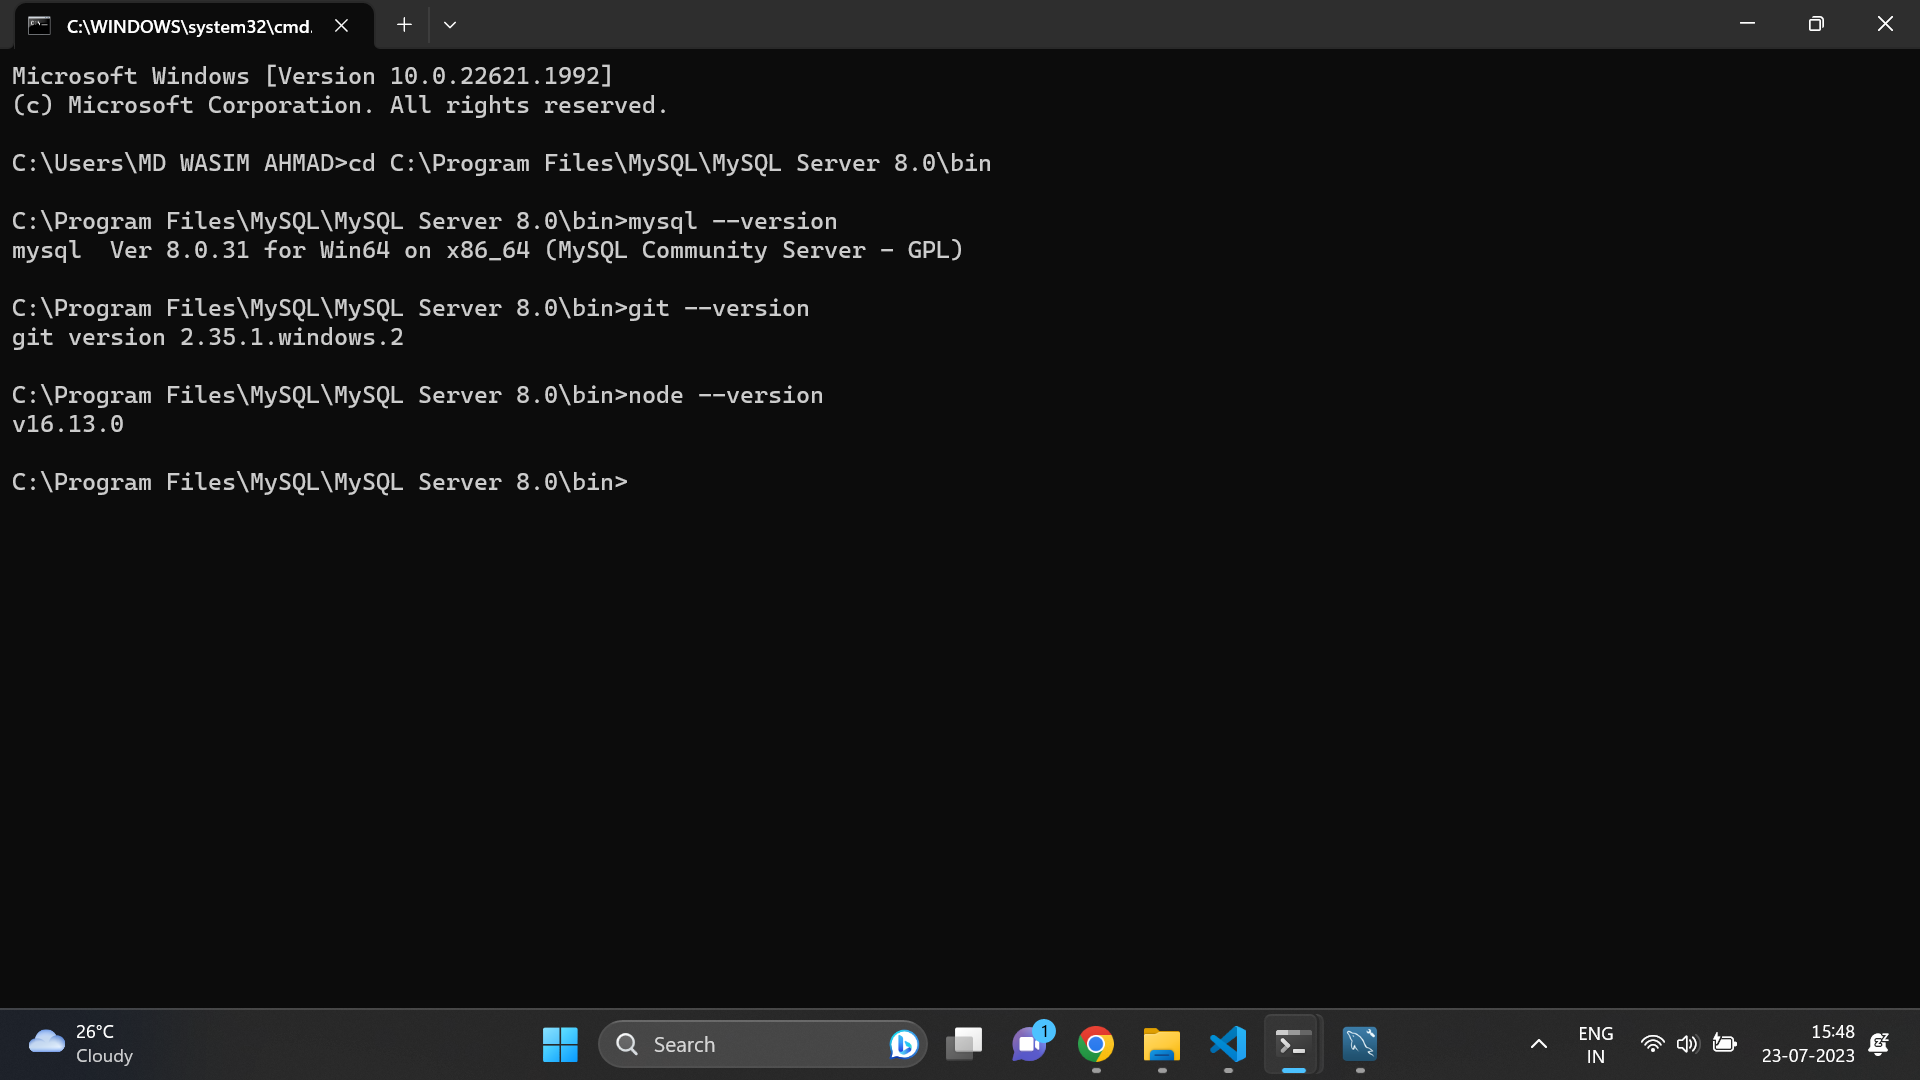 C:\WINDOWS\system32\cmd.
Microsoft Windows [Version 10.0.22621.1992]
(c) Microsoft Corporation. All rights reserved.
C:\Users\MD WASIM AHMAD>cd C:\Program Files\MySQL\MySQL Server 8.0\bin
C:\Program Files\MySQL\MySQL Server 8.0\bin>mysql --version
mysql  Ver 8.0.31 for Win64 on x86_64 (MySQL Community Server - GPL)
C:\Program Files\MySQL\MySQL Server 8.0\bin>git --version
git version 2.35.1.windows.2
C:\Program Files\MySQL\MySQL Server 8.0\bin>node --version
v16.13.0
C:\Program Files\MySQL\MySQL Server 8.0\bin>
26°C
Cloudy
Search
1
ENG
IN
15:48
23-07-2023